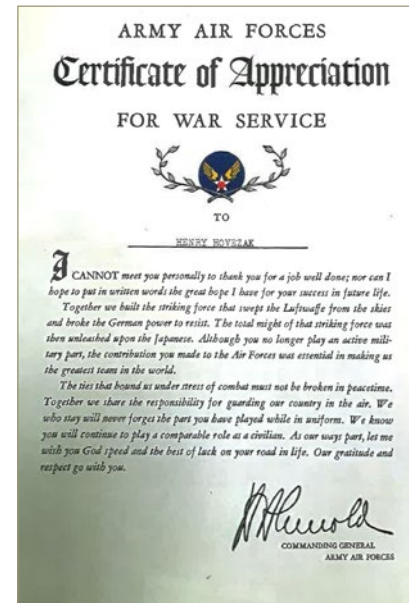 ARMY AIR FORCES
Certificate of Appreciation
FOR WAR SERVICE
TO
HENRY HOVEZAK
I CANNOT meet you personally to thank you for a job well done; nor can I
hope to put in written words the great hope I have for your success in future life.
Together we built the striking force that swept the Luftwaffe from the skies
and broke the German power to resist. The total might of that striking force was
then unleashed upon the Japanese. Although you no longer play an active mili-
tary part, the contribution you made to the Air Forces was essential in making us
the greatest team in the world.
The ties that bound us under stress of combat must not be broken in peacetime.
Together we share the responsibility for guarding our country in the air. We
who stay will never forget the part you have played while in uniform. We know
you will continue to play a comparable role as a civilian. As our ways part, let me
wish you God speed and the best of luck on your road in life. Our gratitude and
respect go with you.
H H Arnold
COMMANDING GENERAL
ARMY AIR FORCES